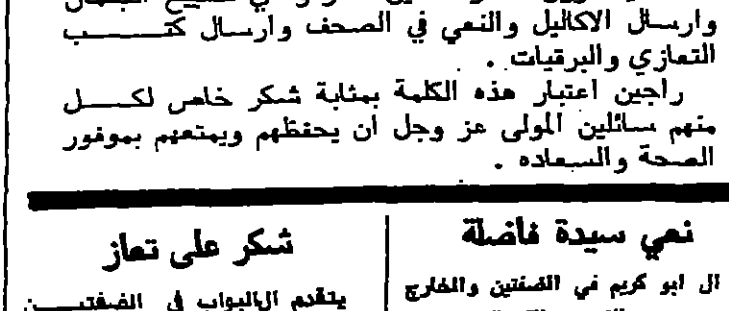 وارسال الاكاليل والنعي في الصحف وارسال كتب
التعازي والبرقيات .
راجين اعتبار هذه الكلمة بمثابة شكر خاص لكل
منهم سائلين المولى عز وجل ان يحفظهم ويمتعهم بموفور
الصحة والسعاده .
نعي سيدة فاضلة
ال ابو كريم في الضفتين والخارج
شكر على تعاز
يتقدم ال البواب في الضفتين